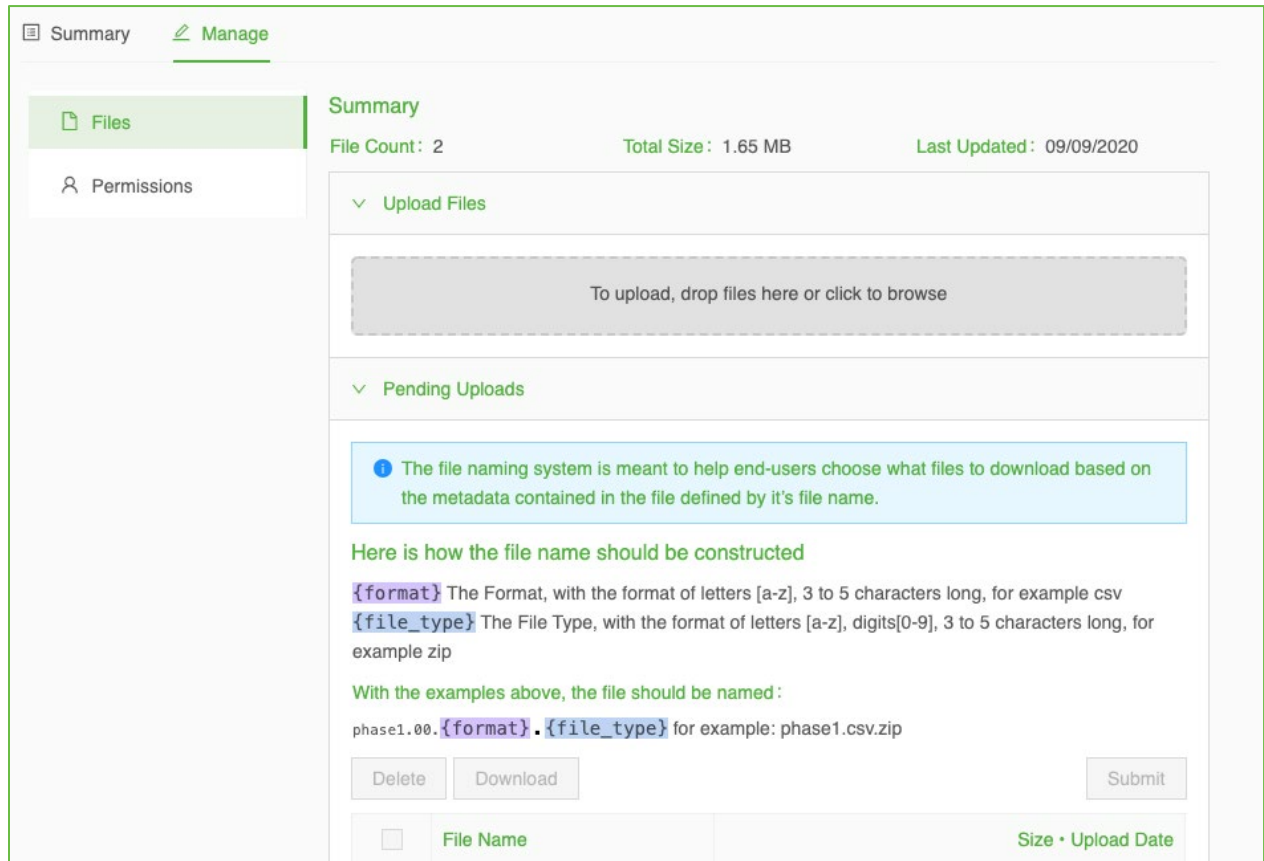 Summary
Manage
Files
Permissions
Summary
File Count: 2
Total Size: 1.65 MB
Last Updated: 09/09/2020
Upload Files
To upload, drop files here or click to browse
Pending Uploads
The file naming system is meant to help end-users choose what files to download based on
the metadata contained in the file defined by it's file name.
Here is how the file name should be constructed
{format} The Format, with the format of letters [a-z], 3 to 5 characters long, for example csv
{file_type} The File Type, with the format of letters [a-z], digits[0-9], 3 to 5 characters long, for
example zip
With the examples above, the file should be named:
phase1.00.{format}.{file_type} for example: phase1.csv.zip
Delete
Download
Submit
File Name
Size • Upload Date